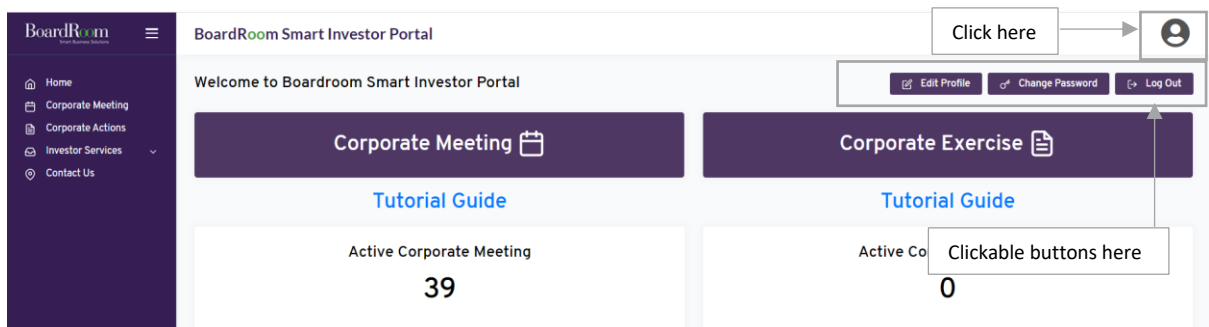 BoardRoom
Smart Business Solutions
Home
Corporate Meeting
Corporate Actions
Investor Services
Contact Us
BoardRoom Smart Investor Portal
Click here
Welcome to Boardroom Smart Investor Portal
Edit Profile
Change Password
Log Out
Corporate Meeting
Corporate Exercise
Tutorial Guide
Tutorial Guide
Active Corporate Meeting
39
Active Co
Clickable buttons here
0